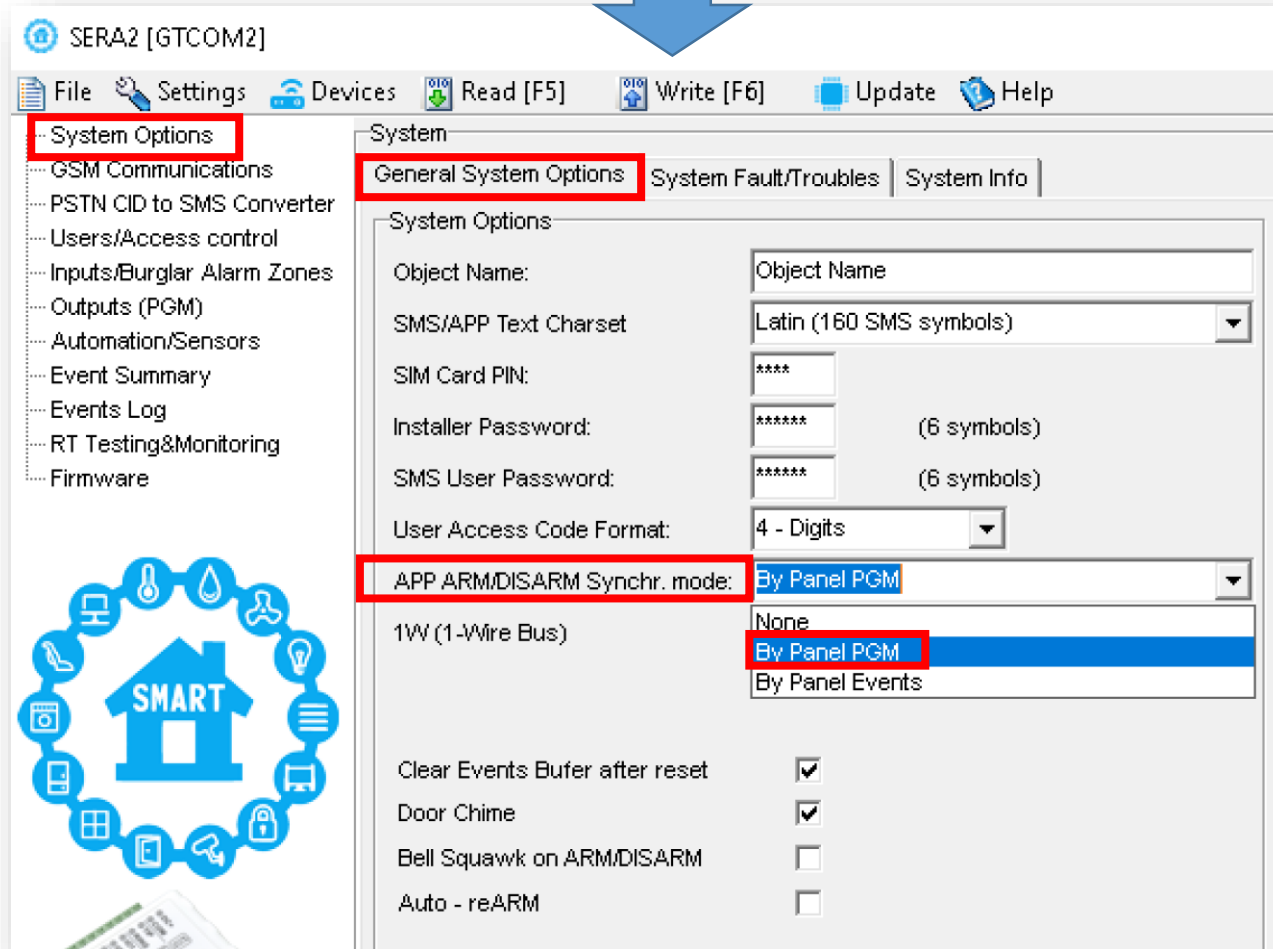 SERA2 [GTCOM2]
File Settings Devices Read [F5] Write [F6] Update Help
System Options
GSM Communications
PSTN CID to SMS Converter
Users/Access control
Inputs/Burglar Alarm Zones
Outputs (PGM)
Automation/Sensors
Event Summary
Events Log
RT Testing&Monitoring
Firmware
SMART
System
General System Options System Fault/Troubles System Info
System Options
Object Name: Object Name
SMS/APP Text Charset Latin (160 SMS symbols)
SIM Card PIN: ****
Installer Password: ****** (6 symbols)
SMS User Password: ****** (6 symbols)
User Access Code Format: 4 - Digits
APP ARM/DISARM Synchr. mode: By Panel PGM
1W (1-Wire Bus)
None
By Panel PGM
By Panel Events
Clear Events Bufer after reset
Door Chime
Bell Squawk on ARM/DISARM
Auto - reARM